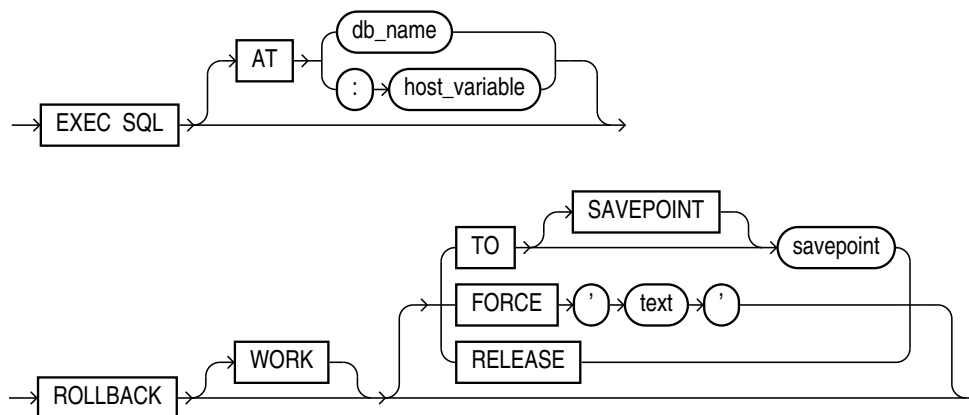 db_name
AT
: host_variable
EXEC SQL
SAVEPOINT
TO savepoint
FORCE ' text '
RELEASE
WORK
ROLLBACK